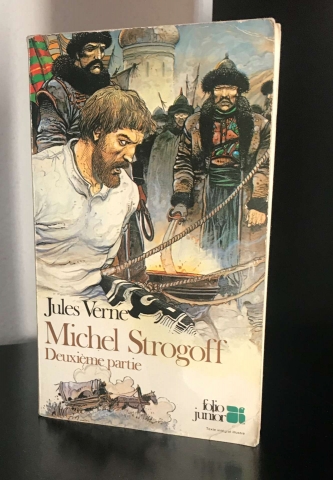 Jules Verne
Michel Strogoff
Deuxième partie
folio
junior